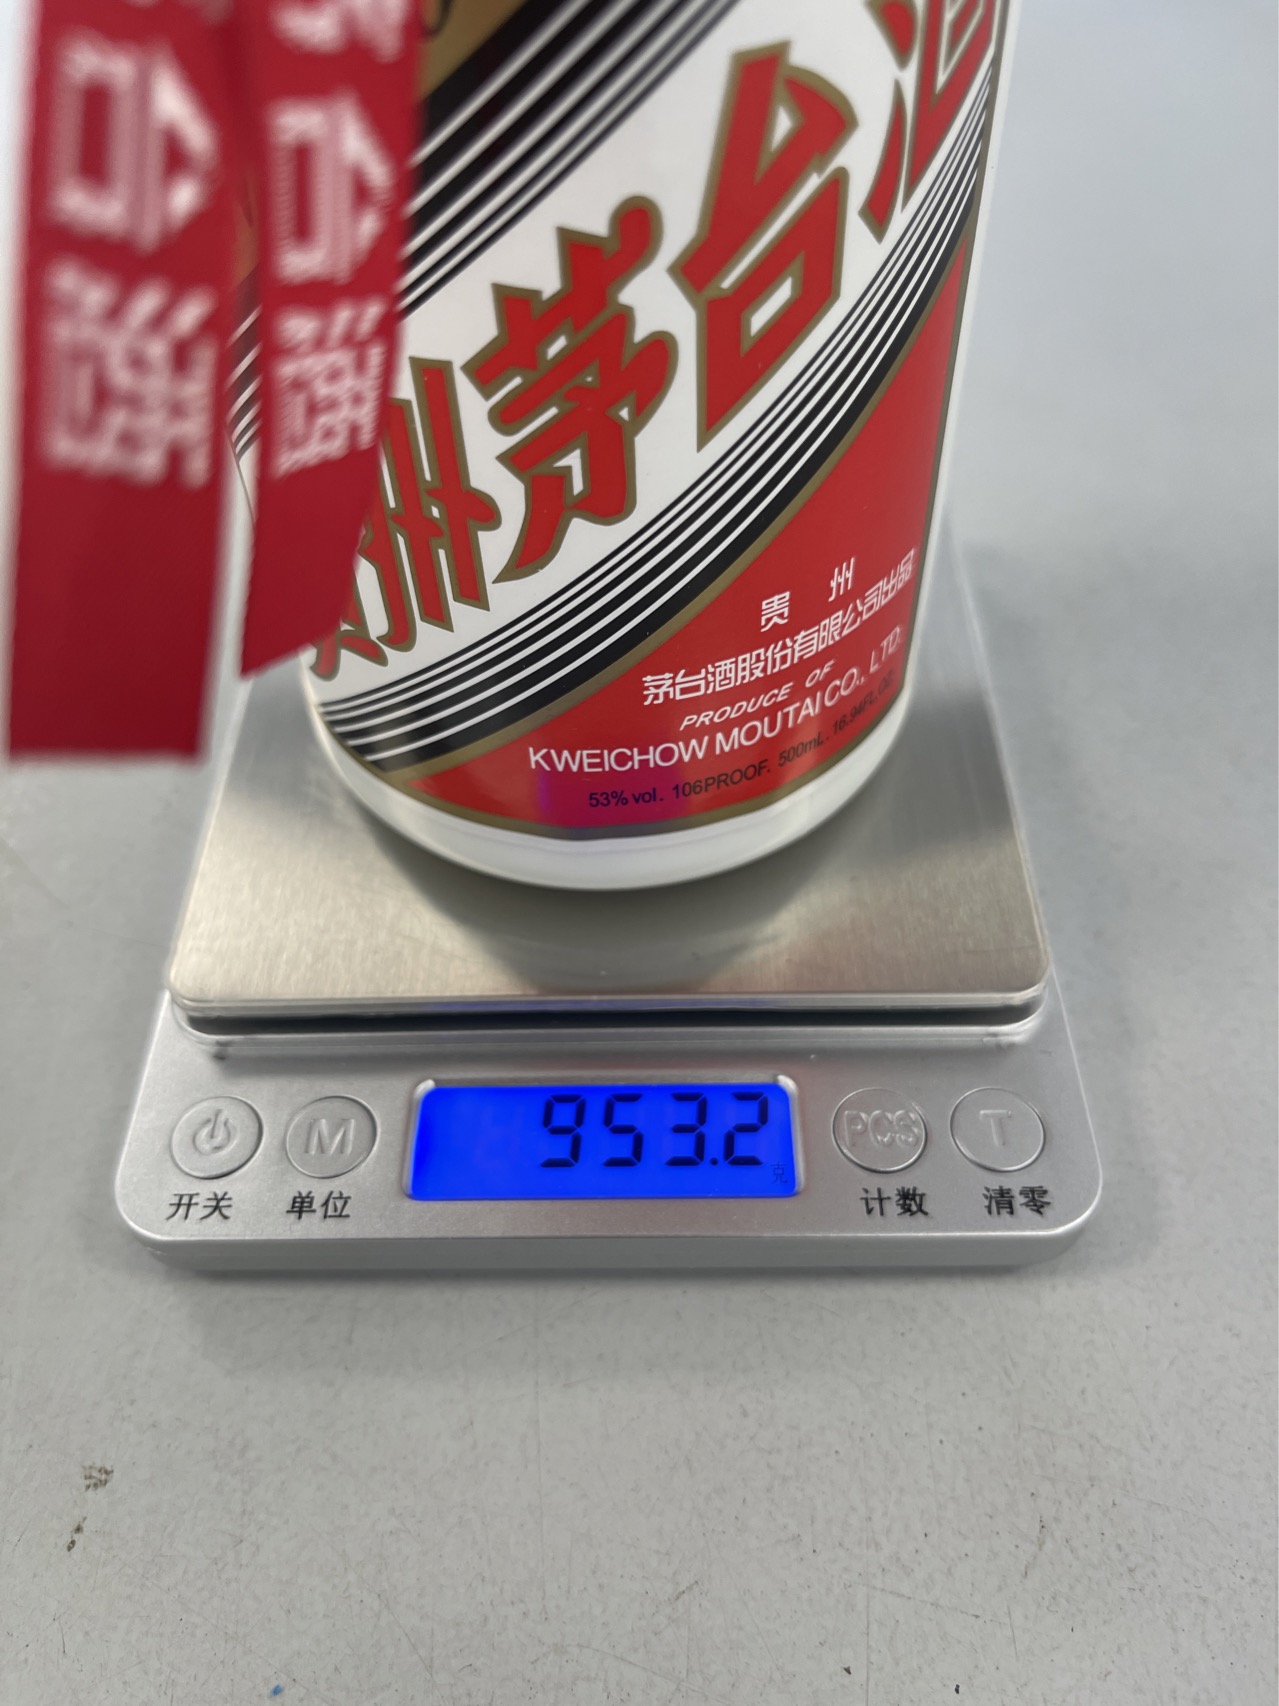 州茅台酒
贵州
茅台酒股份有限公司出品
PRODUCE OF
KWEICHOW MOUTAI CO., LTD.
53% vol. 106PROOF. 500mL. 16.94FL.OZ.
953.2
克
M
PCS
T
开关
单位
计数
清零